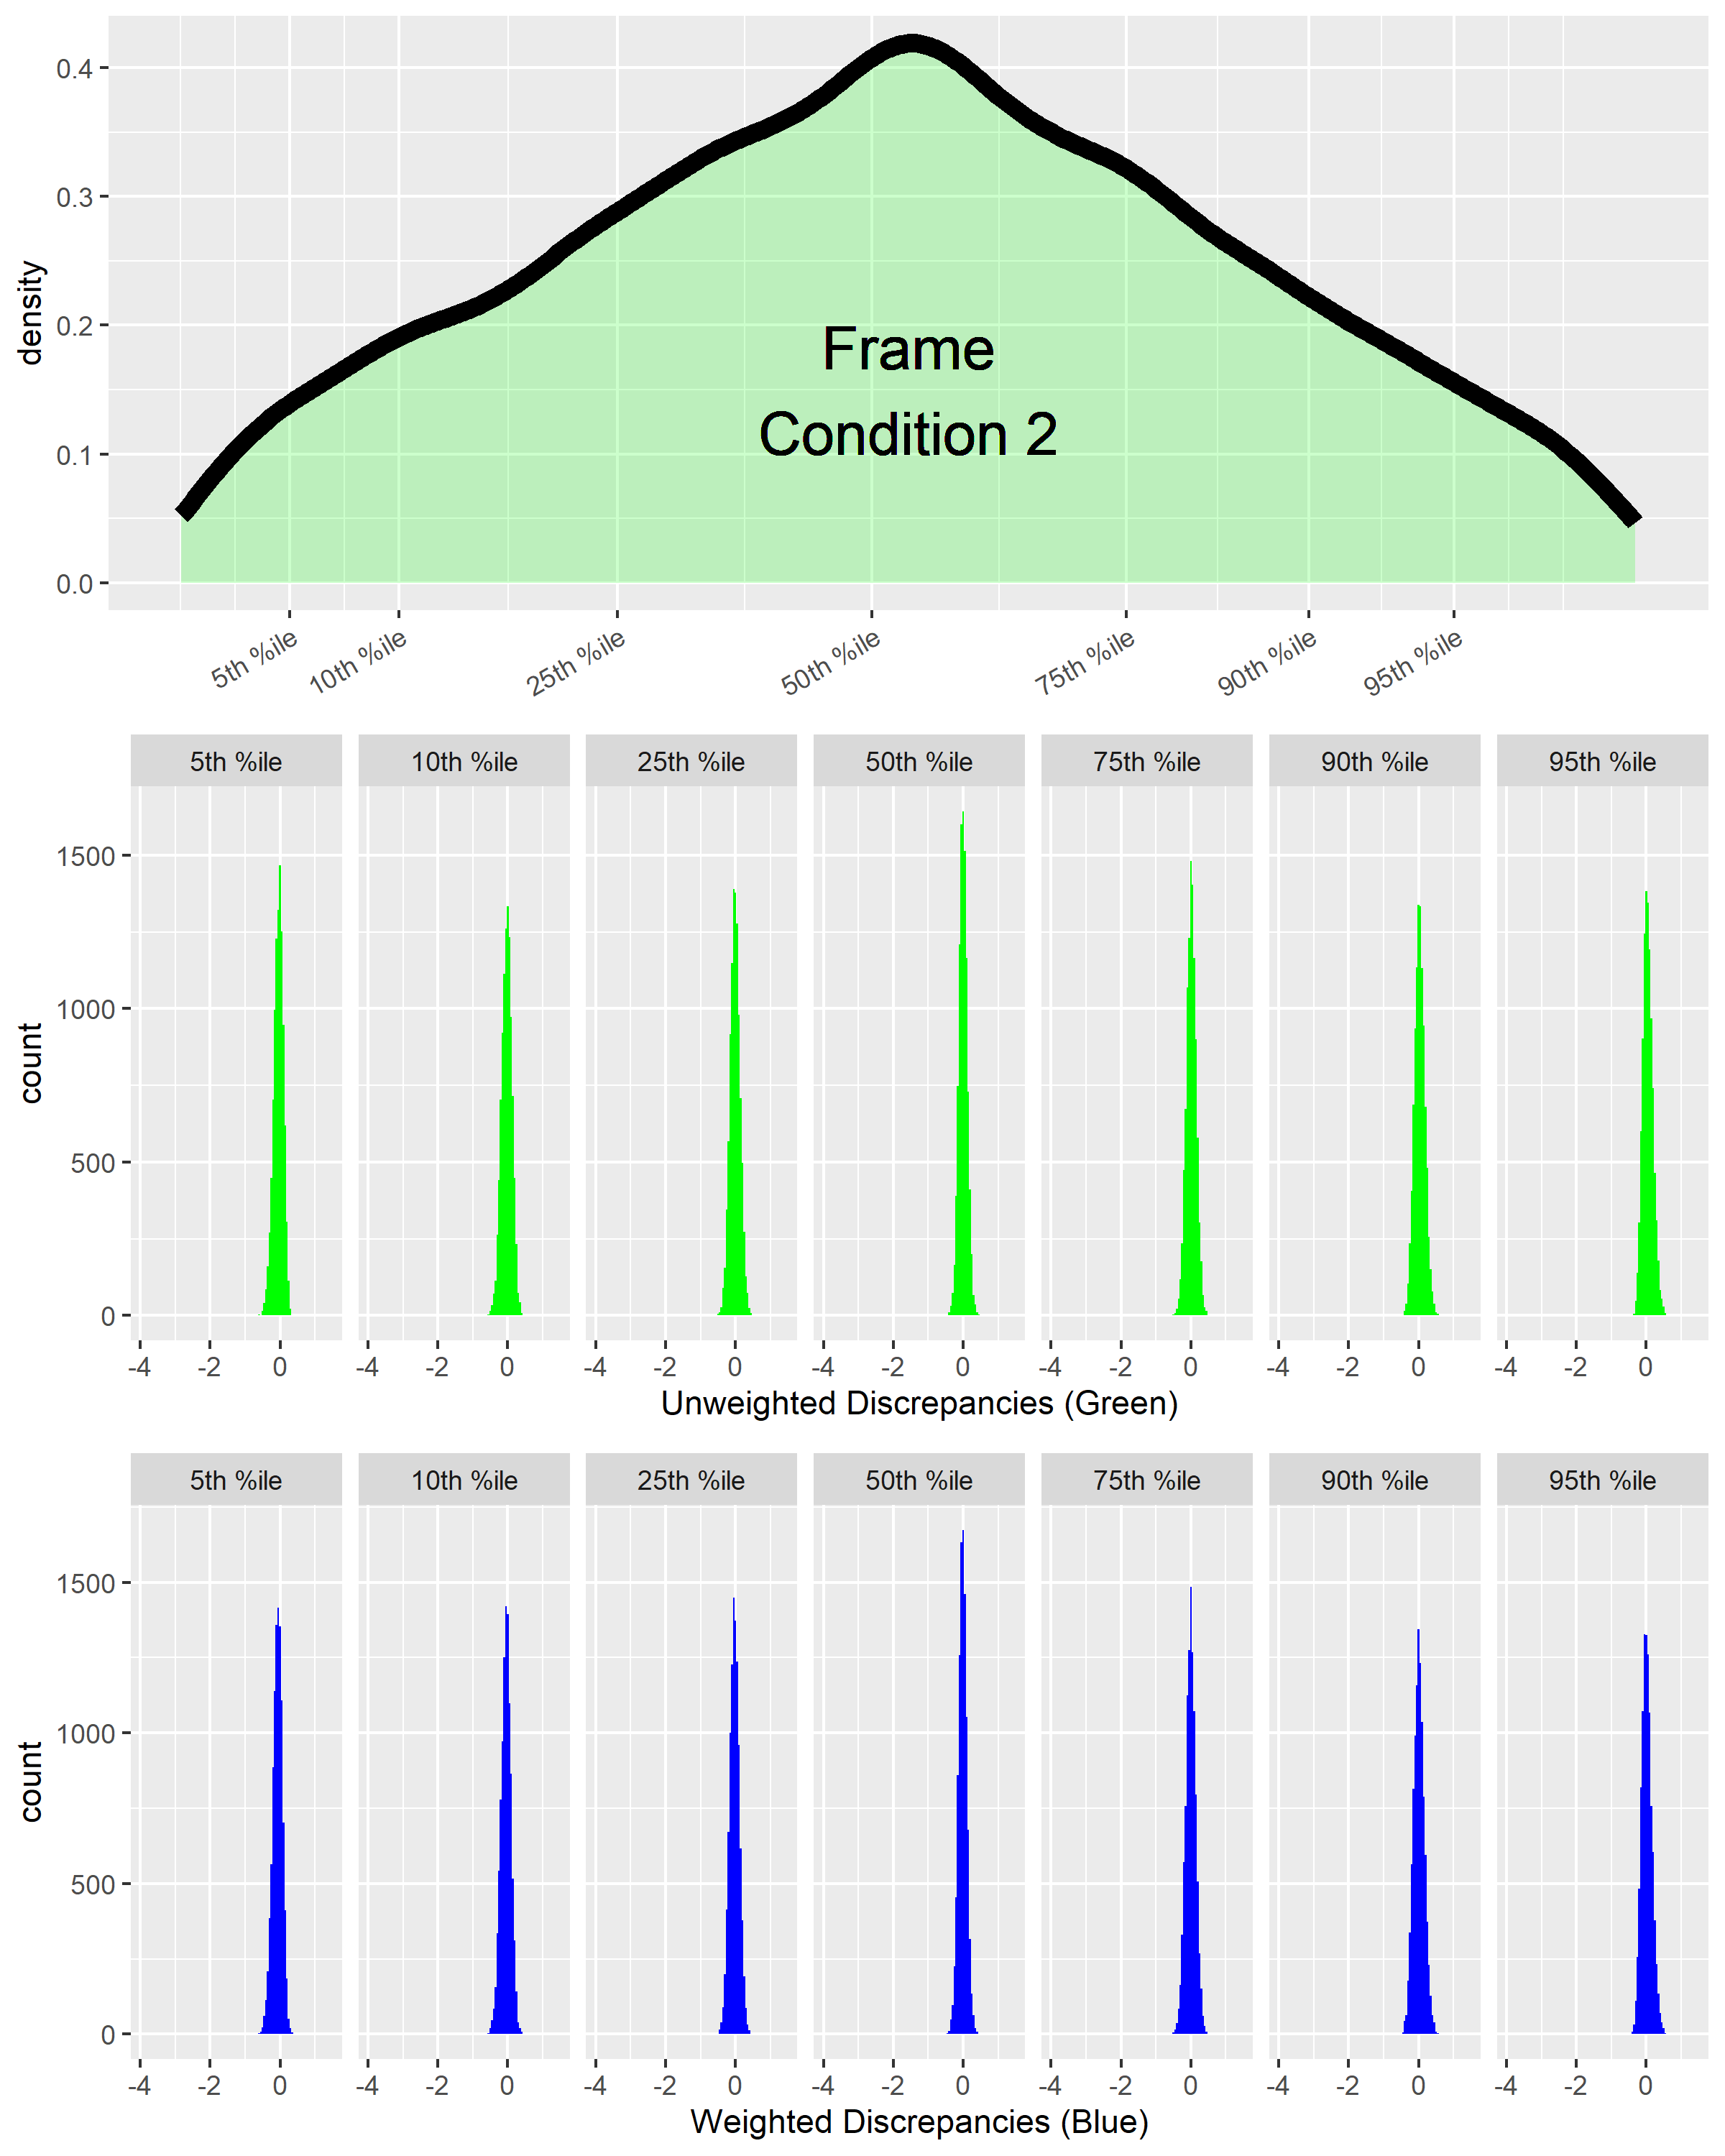 0.4
0.3
0.2
0.1
0.0
density
Frame
Condition 2
5th %ile
10th %ile
25th %ile
50th %ile
75th %ile
90th %ile
95th %ile
5th %ile 10th %ile 25th %ile 50th %ile 75th %ile 90th %ile 95th %ile
1500
1000
500
0
count
-4 -2 0 -4 -2 0 -4 -2 0 -4 -2 0 -4 -2 0 -4 -2 0 -4 -2 0
Unweighted Discrepancies (Green)
5th %ile 10th %ile 25th %ile 50th %ile 75th %ile 90th %ile 95th %ile
1500
1000
500
0
count
-4 -2 0 -4 -2 0 -4 -2 0 -4 -2 0 -4 -2 0 -4 -2 0 -4 -2 0
Weighted Discrepancies (Blue)